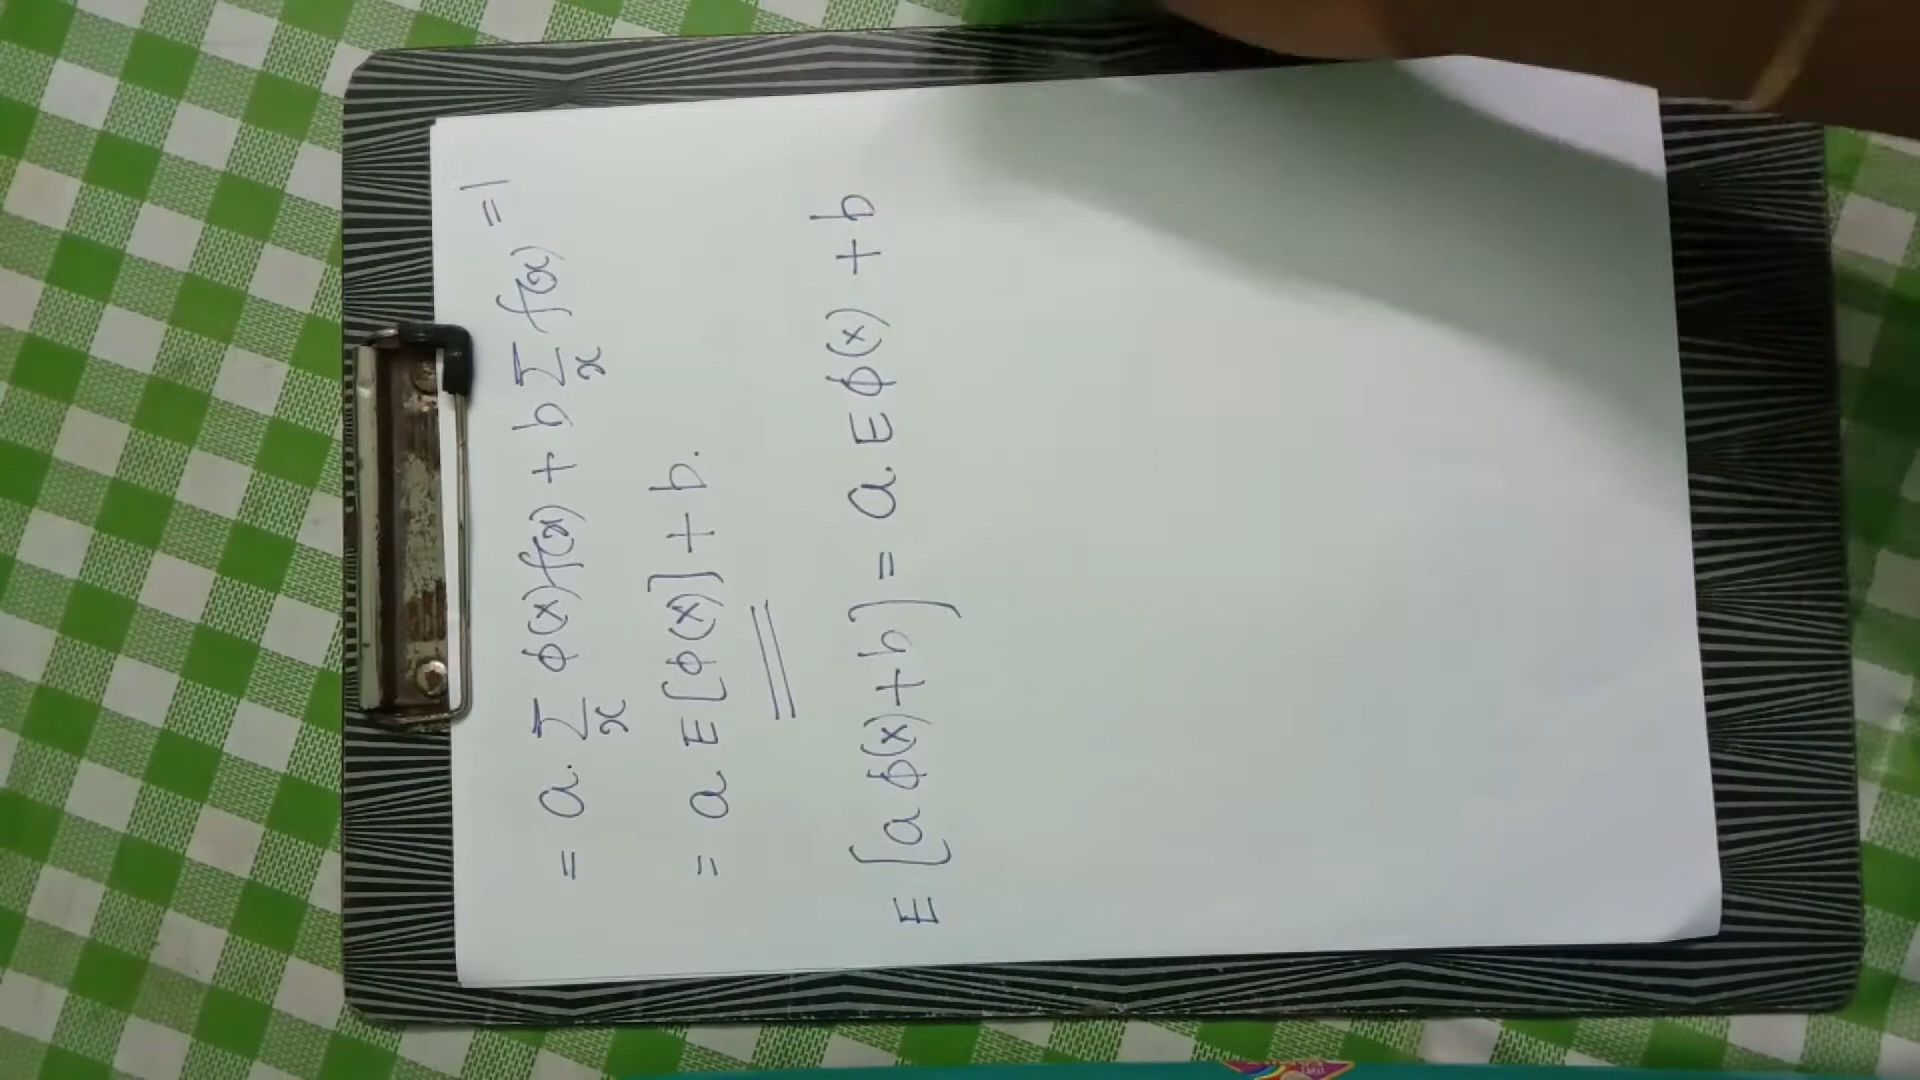 = a. Σ_x φ(x)f(x) + b Σ_x f(x) = 1
= a E[φ(x)] + b.
E[a φ(x) + b] = a. E φ(x) + b